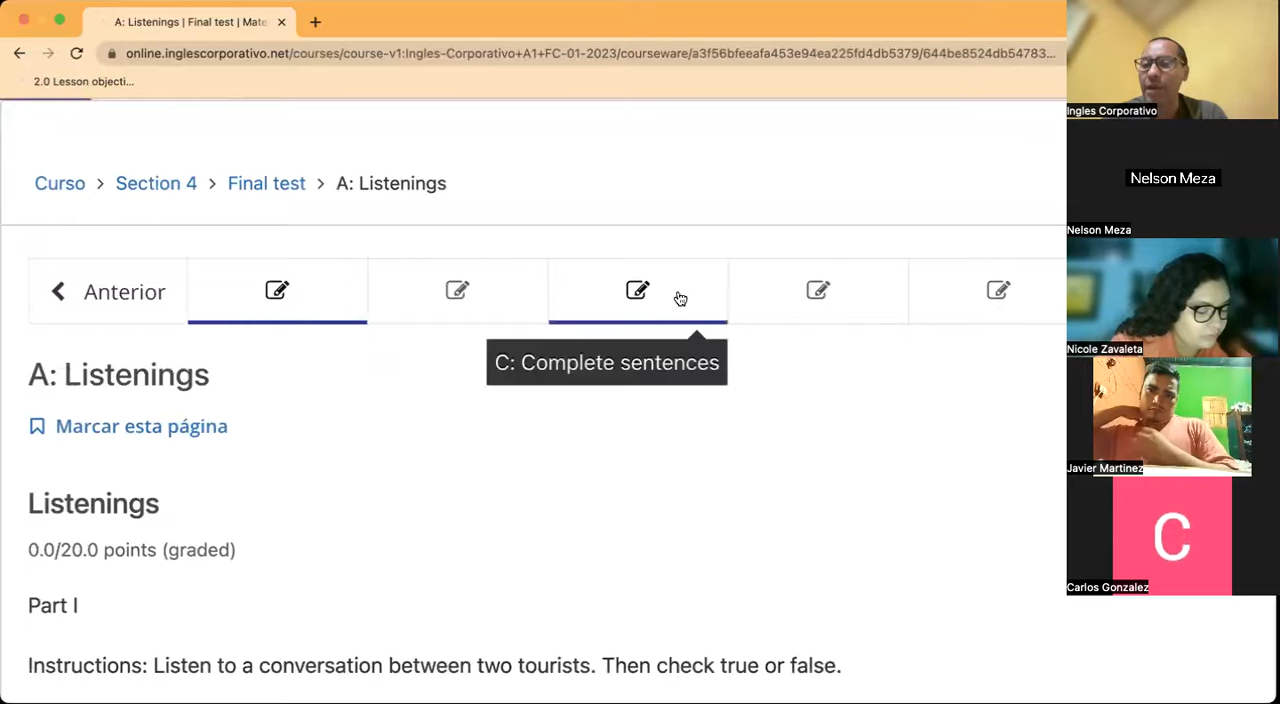 A: Listenings | Final test | Mate
online.inglescorporativo.net/courses/course-v1:Ingles-Corporativo+A1+FC-01-2023/courseware/a3f56bfeeafa453e94ea225fd4db5379/644be8524db54783...
2.0 Lesson objecti...
Curso > Section 4 > Final test > A: Listenings
Anterior
C: Complete sentences
A: Listenings
Marcar esta página
Listenings
0.0/20.0 points (graded)
Part I
Instructions: Listen to a conversation between two tourists. Then check true or false.
Ingles Corporativo
Nelson Meza
Nelson Meza
Nicole Zavaleta
Javier Martinez
C
Carlos Gonzalez